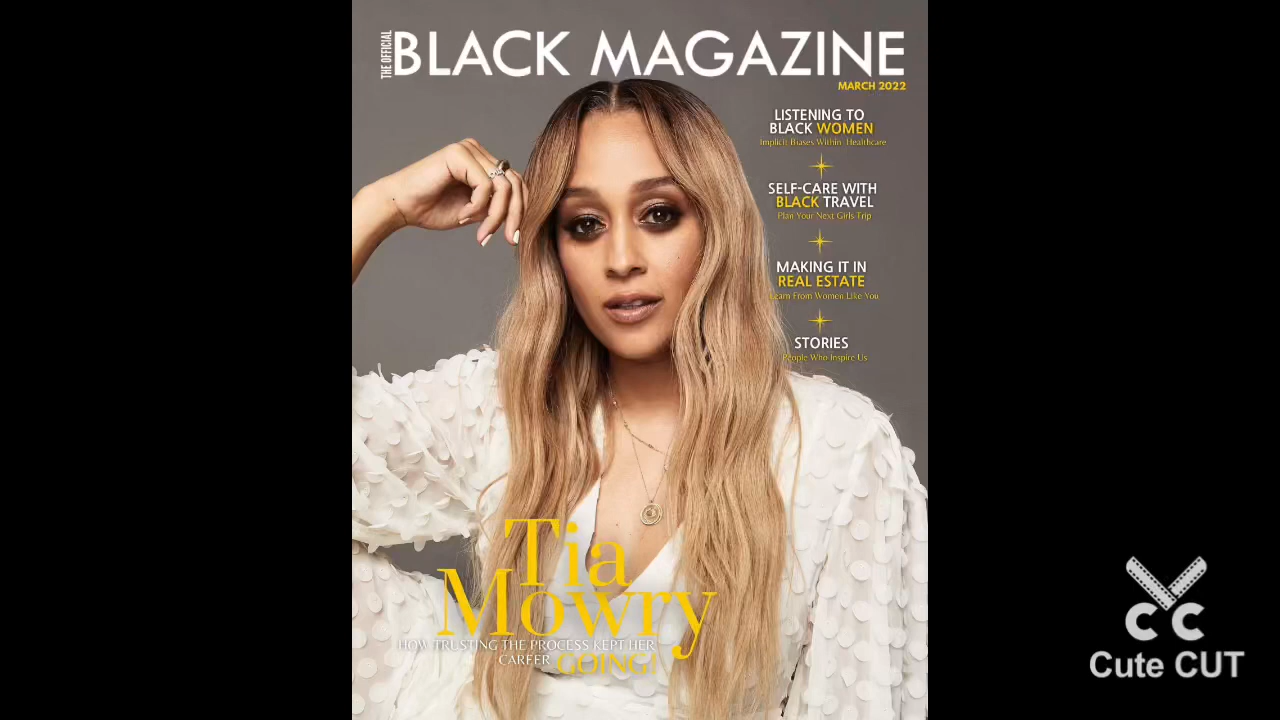 THE OFFICIAL
BLACK MAGAZINE
MARCH 2022
LISTENING TO
BLACK WOMEN
Implicit Biases Within Healthcare
SELF-CARE WITH
BLACK TRAVEL
Plan Your Next Girls Trip
MAKING IT IN
REAL ESTATE
Learn From Women Like You
STORIES
People Who Inspire Us
Tia
Mowry
HOW TRUSTING THE PROCESS KEPT HER
CAREER GOING!
CC
Cute CUT